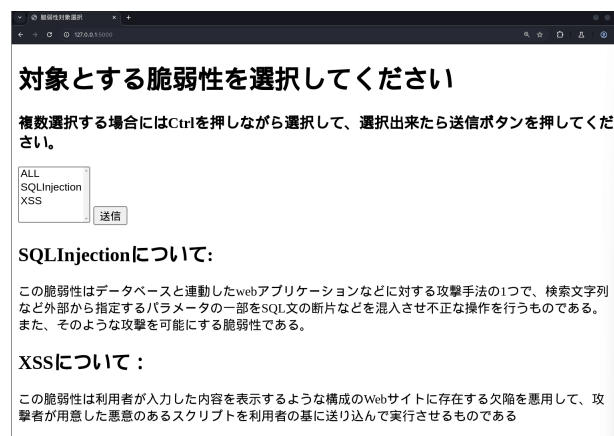 脆弱性対象選択
127.0.0.1:5000
対象とする脆弱性を選択してください
複数選択する場合にはCtrlを押しながら選択して、選択出来たら送信ボタンを押してくだ
さい。
ALL
SQLInjection
XSS
送信
SQLInjectionについて:
この脆弱性はデータベースと連動したwebアプリケーションなどに対する攻撃手法の1つで、検索文字列
など外部から指定するパラメータの一部をSQL文の断片などを混入させ不正な操作を行うものである。
また、そのような攻撃を可能にする脆弱性である。
XSSについて：
この脆弱性は利用者が入力した内容を表示するような構成のWebサイトに存在する欠陥を悪用して、攻
撃者が用意した悪意のあるスクリプトを利用者の基に送り込んで実行させるものである